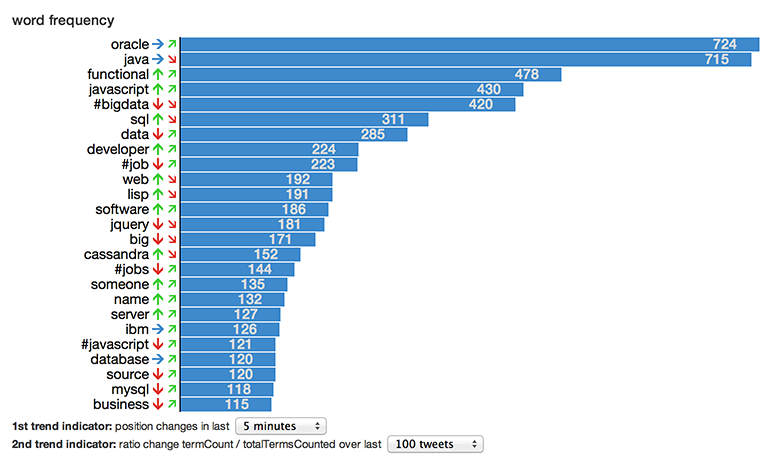 word frequency
oracle 724
java 715
functional 478
javascript 430
#bigdata 420
sql 311
data 285
developer 224
#job 223
web 192
lisp 191
software 186
jquery 181
big 171
cassandra 152
#jobs 144
someone 135
name 132
server 127
ibm 126
#javascript 121
database 120
source 120
mysql 118
business 115
1st trend indicator: position changes in last 5 minutes
2nd trend indicator: ratio change termCount / totalTermsCounted over last 100 tweets